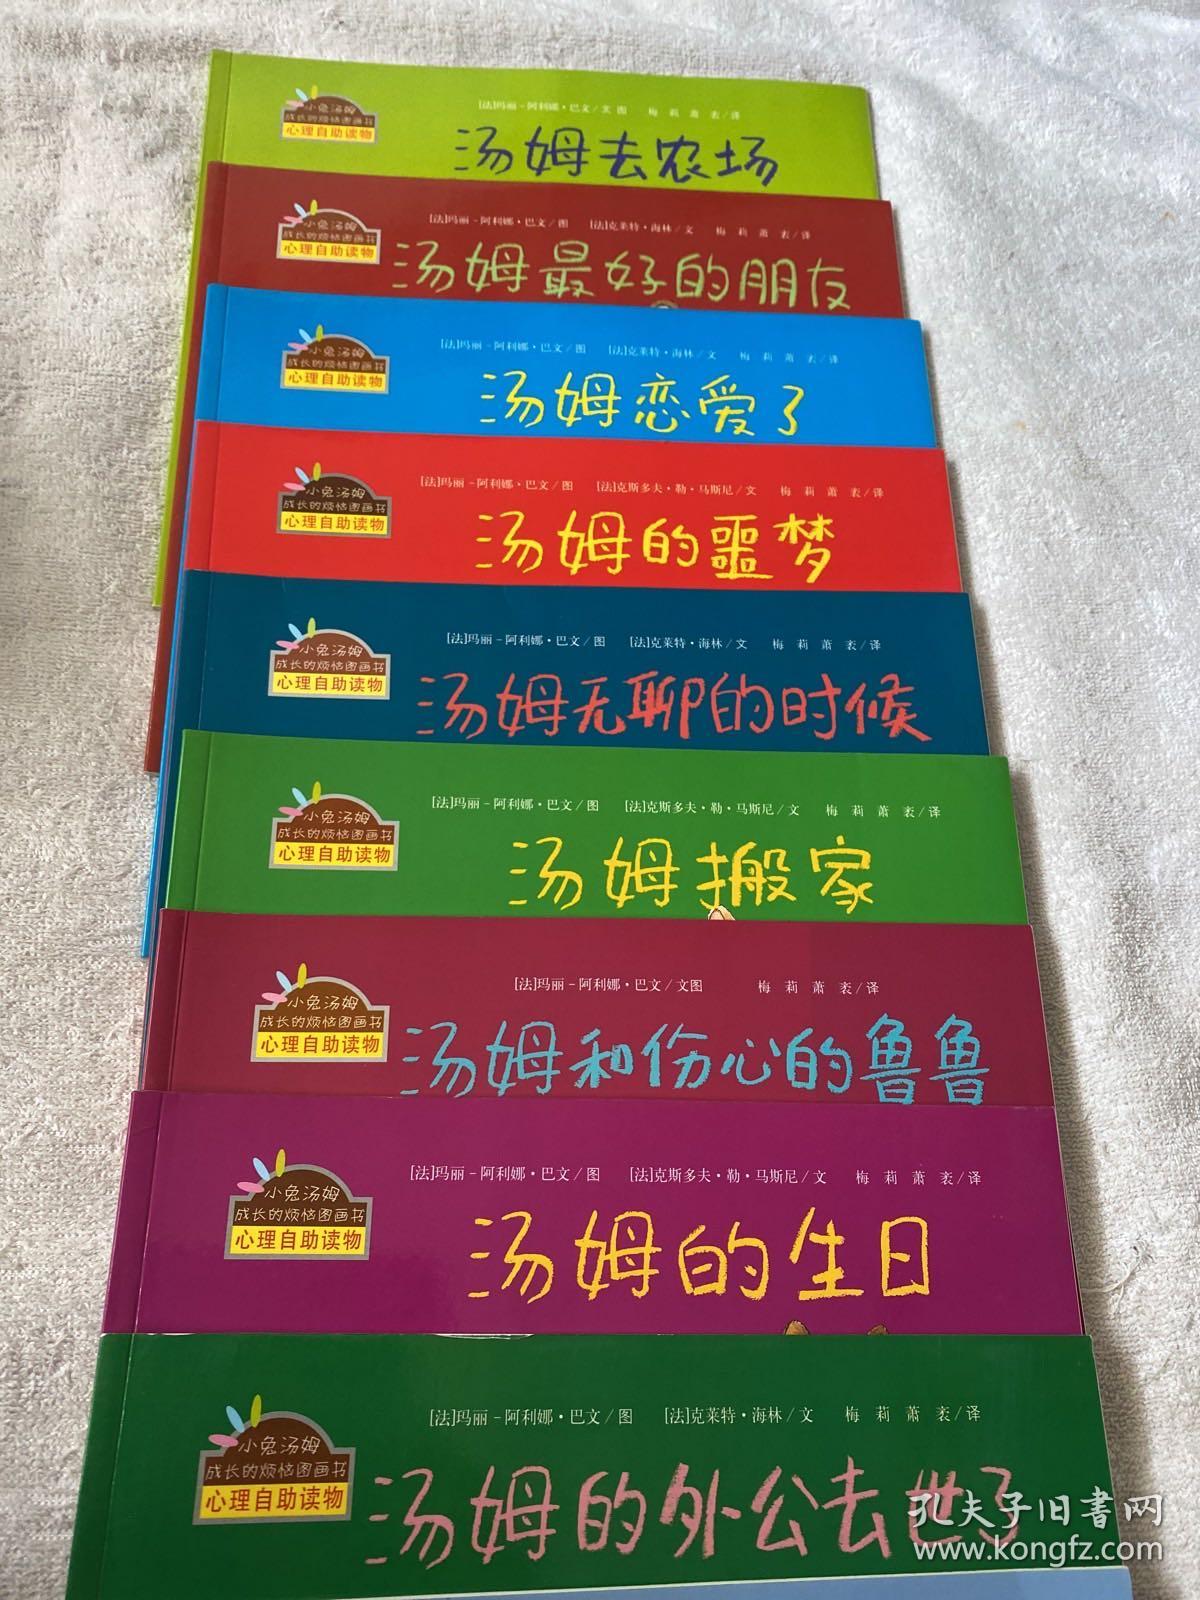 小兔汤姆
成长的烦恼图画书
心理自助读物
[法]玛丽-阿利娜·巴文/文图 梅莉 萧袤/译
汤姆去农场
小兔汤姆
成长的烦恼图画书
心理自助读物
[法]玛丽-阿利娜·巴文/图 [法]克莱特·海林/文 梅莉 萧袤/译
汤姆最好的朋友
小兔汤姆
成长的烦恼图画书
心理自助读物
[法]玛丽-阿利娜·巴文/图 [法]克莱特·海林/文 梅莉 萧袤/译
汤姆恋爱了
小兔汤姆
成长的烦恼图画书
心理自助读物
[法]玛丽-阿利娜·巴文/图 [法]克斯多夫·勒·马斯尼/文 梅莉 萧袤/译
汤姆的噩梦
小兔汤姆
成长的烦恼图画书
心理自助读物
[法]玛丽-阿利娜·巴文/图 [法]克莱特·海林/文 梅莉 萧袤/译
汤姆无聊的时候
小兔汤姆
成长的烦恼图画书
心理自助读物
[法]玛丽-阿利娜·巴文/图 [法]克斯多夫·勒·马斯尼/文 梅莉 萧袤/译
汤姆搬家
小兔汤姆
成长的烦恼图画书
心理自助读物
[法]玛丽-阿利娜·巴文/文图 梅莉 萧袤/译
汤姆和伤心的鲁鲁
小兔汤姆
成长的烦恼图画书
心理自助读物
[法]玛丽-阿利娜·巴文/图 [法]克斯多夫·勒·马斯尼/文 梅莉 萧袤/译
汤姆的生日
小兔汤姆
成长的烦恼图画书
心理自助读物
[法]玛丽-阿利娜·巴文/图 [法]克莱特·海林/文 梅莉 萧袤/译
汤姆的外公去世了
孔夫子旧书网
www.kongfz.com